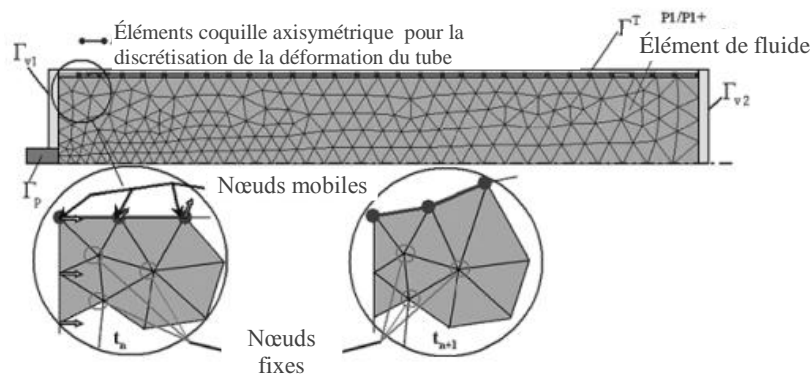 Éléments coquille axisymétrique pour la
discrétisation de la déformation du tube
Γᵀ
P1/P1+
Élément de fluide
Γv1
Γv2
Γp
Nœuds mobiles
tn
Nœuds
fixes
tn+1